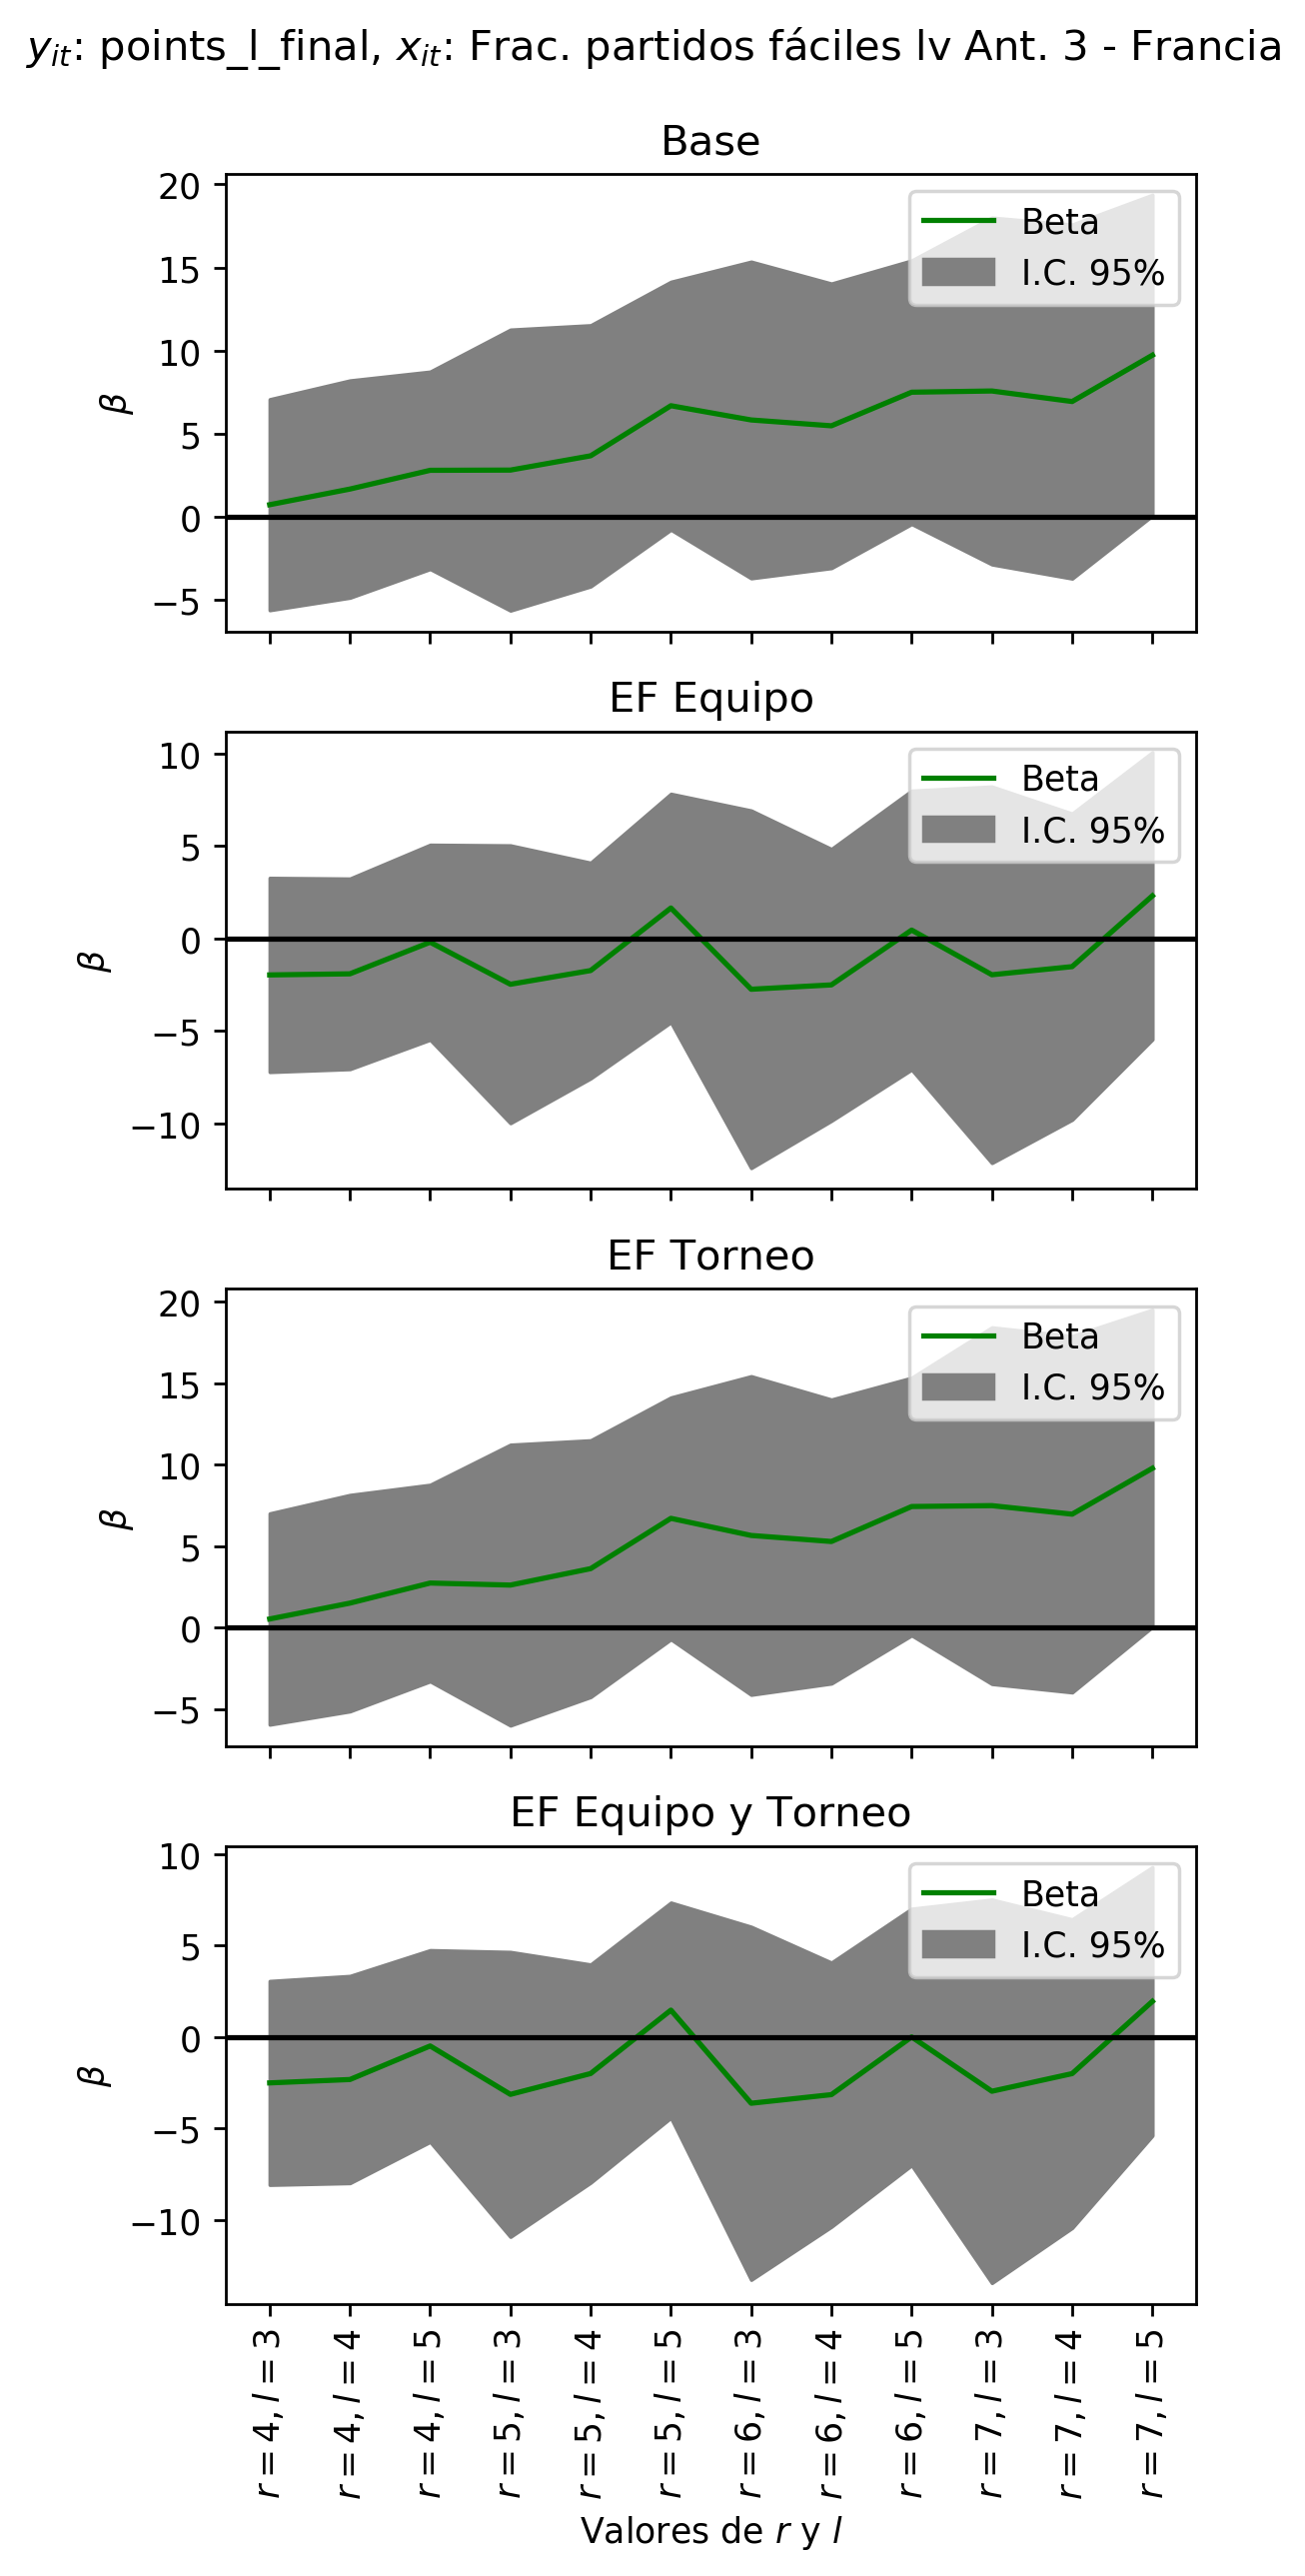 y_it: points_l_final, x_it: Frac. partidos fáciles lv Ant. 3 - Francia
Base
20
15
10
5
0
−5
β
Beta
I.C. 95%
EF Equipo
10
5
0
−5
−10
β
Beta
I.C. 95%
EF Torneo
20
15
10
5
0
−5
β
Beta
I.C. 95%
EF Equipo y Torneo
10
5
0
−5
−10
β
Beta
I.C. 95%
r = 4, l = 3
r = 4, l = 4
r = 4, l = 5
r = 5, l = 3
r = 5, l = 4
r = 5, l = 5
r = 6, l = 3
r = 6, l = 4
r = 6, l = 5
r = 7, l = 3
r = 7, l = 4
r = 7, l = 5
Valores de r y l